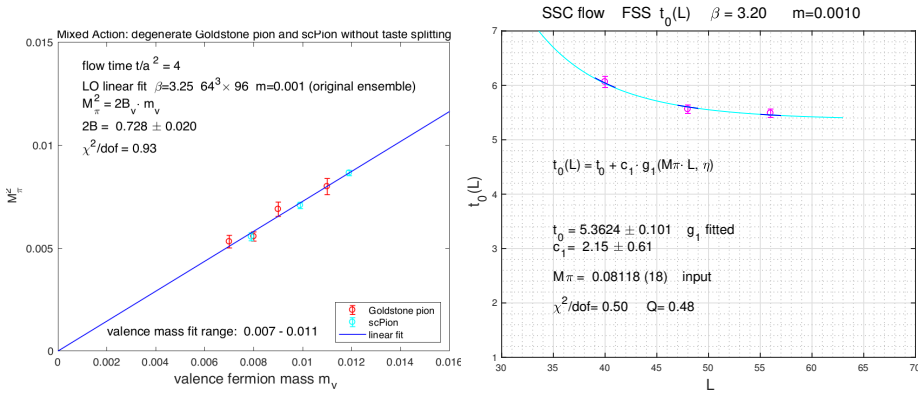 Mixed Action: degenerate Goldstone pion and scPion without taste splitting
0.015
flow time t/a² = 4
LO linear fit β=3.25 64³ × 96 m=0.001 (original ensemble)
M²π = 2Bv · mv
2B = 0.728 ± 0.020
χ²/dof = 0.93
0.01
M²π
0.005
Goldstone pion
scPion
linear fit
valence mass fit range: 0.007 - 0.011
0
0 0.002 0.004 0.006 0.008 0.01 0.012 0.014 0.016
valence fermion mass mv
SSC flow FSS t0(L) β = 3.20 m=0.0010
7
6
5
4
3
2
1
t0(L)
t0(L) = t0 + c1· g1(Mπ· L, η)
t0 = 5.3624 ± 0.101 g1 fitted
c1= 2.15 ± 0.61
Mπ = 0.08118 (18) input
χ²/dof= 0.50 Q= 0.48
30 35 40 45 50 55 60 65 70
L